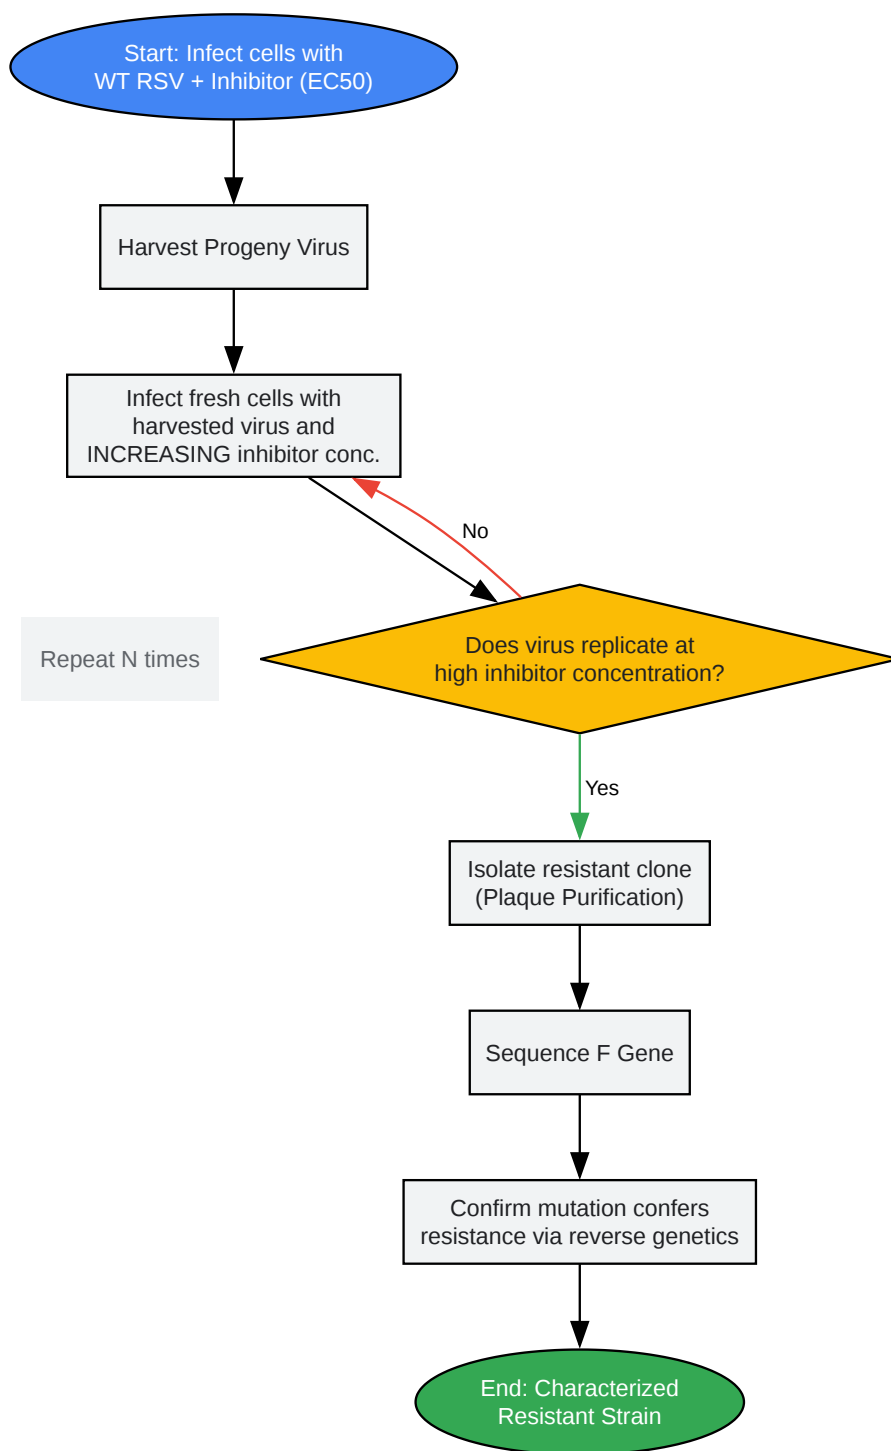 Start: Infect cells with
WT RSV + Inhibitor (EC50)
Harvest Progeny Virus
Infect fresh cells with
harvested virus and
INCREASING inhibitor conc.
No
Repeat N times
Does virus replicate at
high inhibitor concentration?
Yes
Isolate resistant clone
(Plaque Purification)
Sequence F Gene
Confirm mutation confers
resistance via reverse genetics
End: Characterized
Resistant Strain